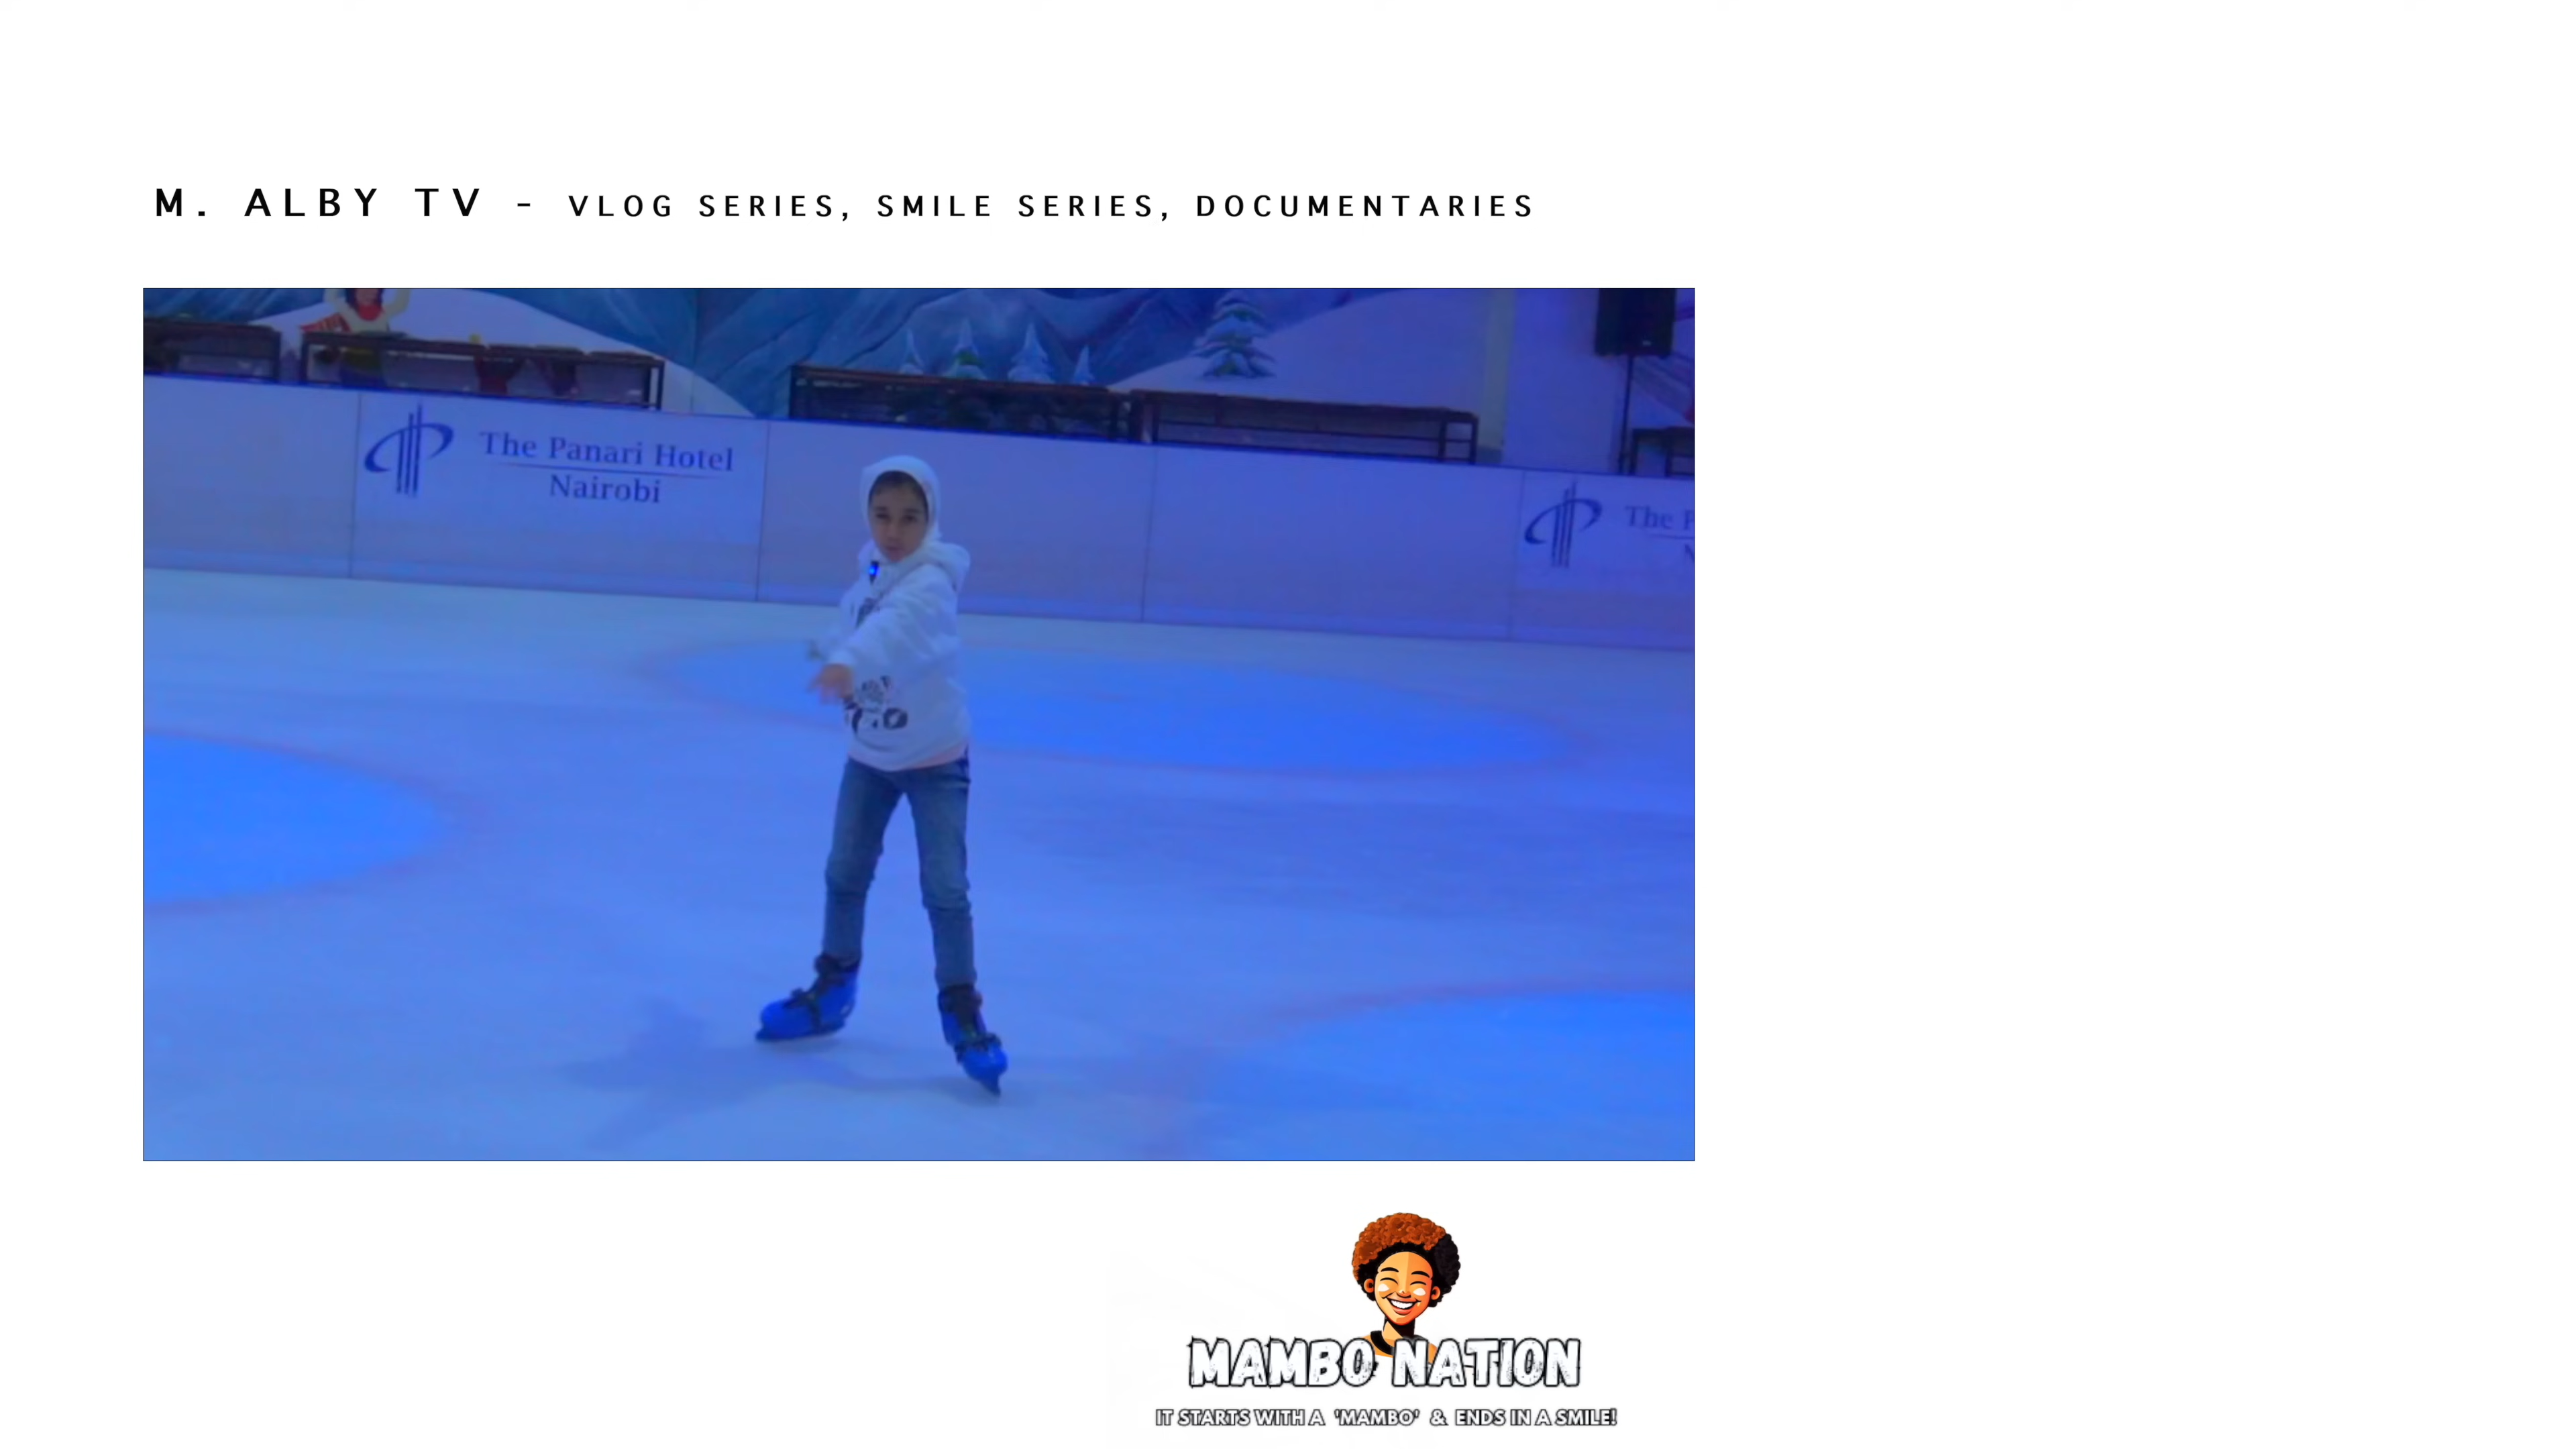 M. ALBY TV - VLOG SERIES, SMILE SERIES, DOCUMENTARIES
The Panari Hotel
Nairobi
The
MAMBO NATION
IT STARTS WITH A 'MAMBO' & ENDS IN A SMILE!